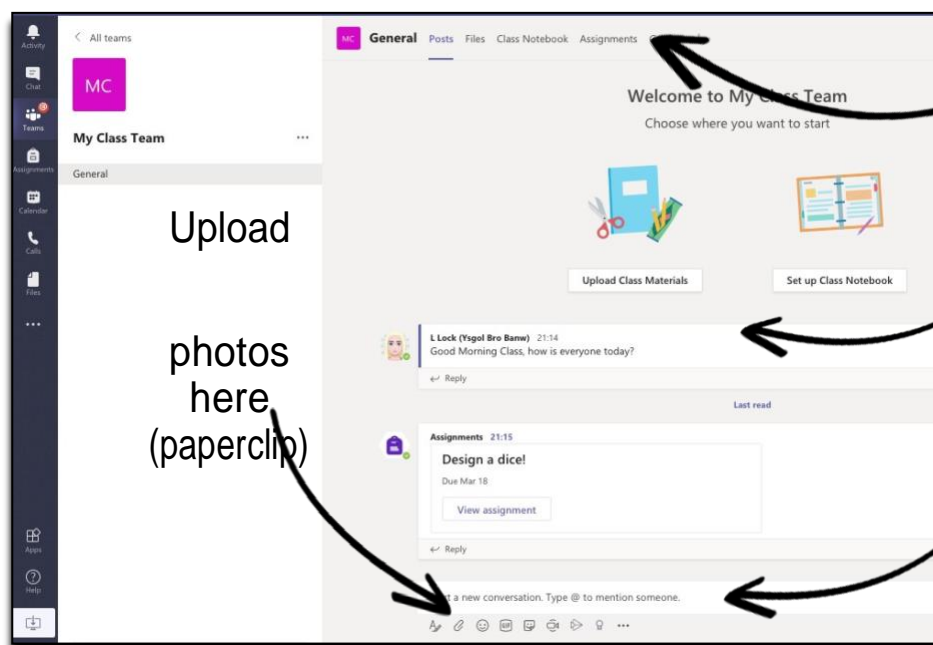 Activity
Chat
Teams
Assignments
Calendar
Calls
Files
Apps
Help
All teams
MC
My Class Team
General
Upload
photos
here
(paperclip)
MC General Posts Files Class Notebook Assignments
Welcome to My Class Team
Choose where you want to start
Upload Class Materials
Set up Class Notebook
L Lock (Ysgol Bro Banw) 21:14
Good Morning Class, how is everyone today?
Reply
Last read
Assignments 21:15
Design a dice!
Due Mar 18
View assignment
Reply
a new conversation. Type @ to mention someone.
GIF